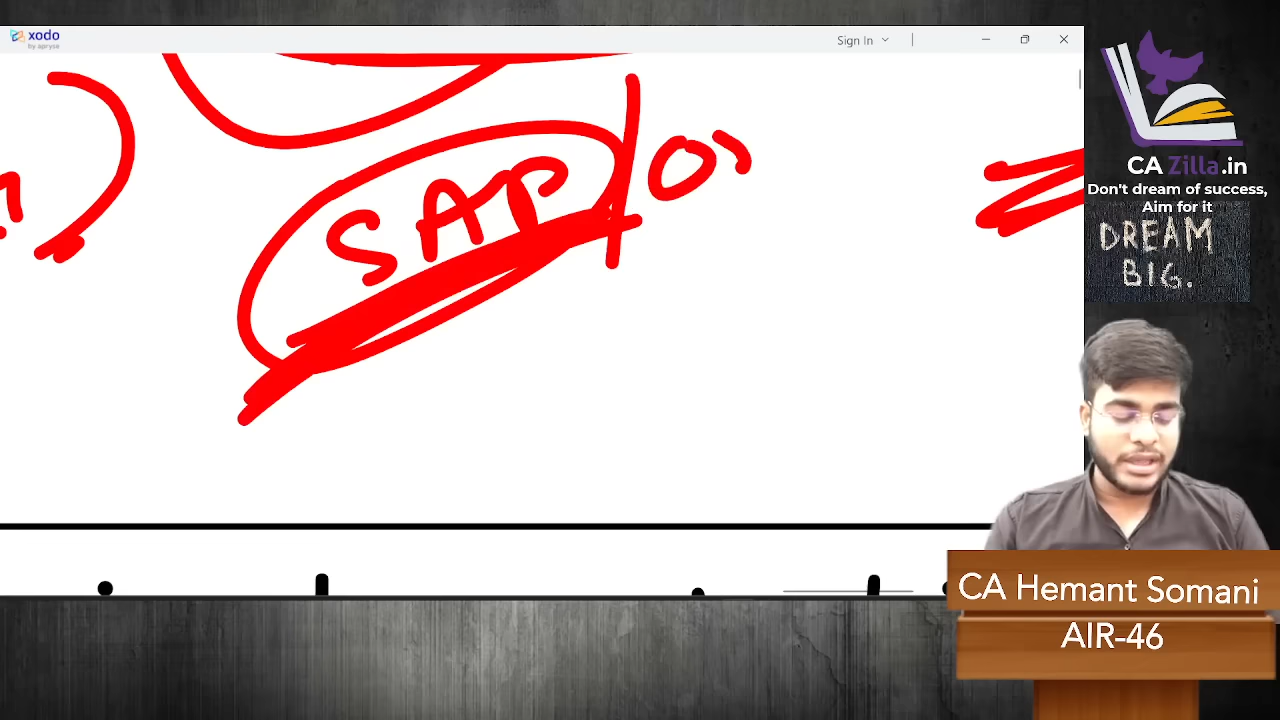 xodo
by apryse
Sign In
SAP
CA Zilla.in
Don't dream of success,
Aim for it
DREAM
BIG.
CA Hemant Somani
AIR-46